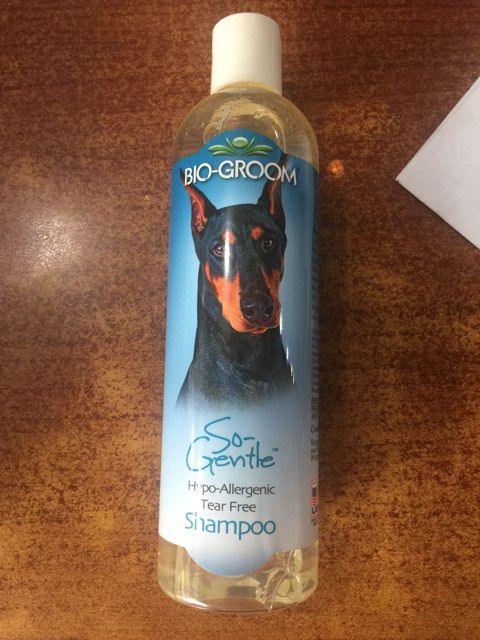 BIO-GROOM
So-
Gentle™
Hypo-Allergenic
Tear Free
Shampoo